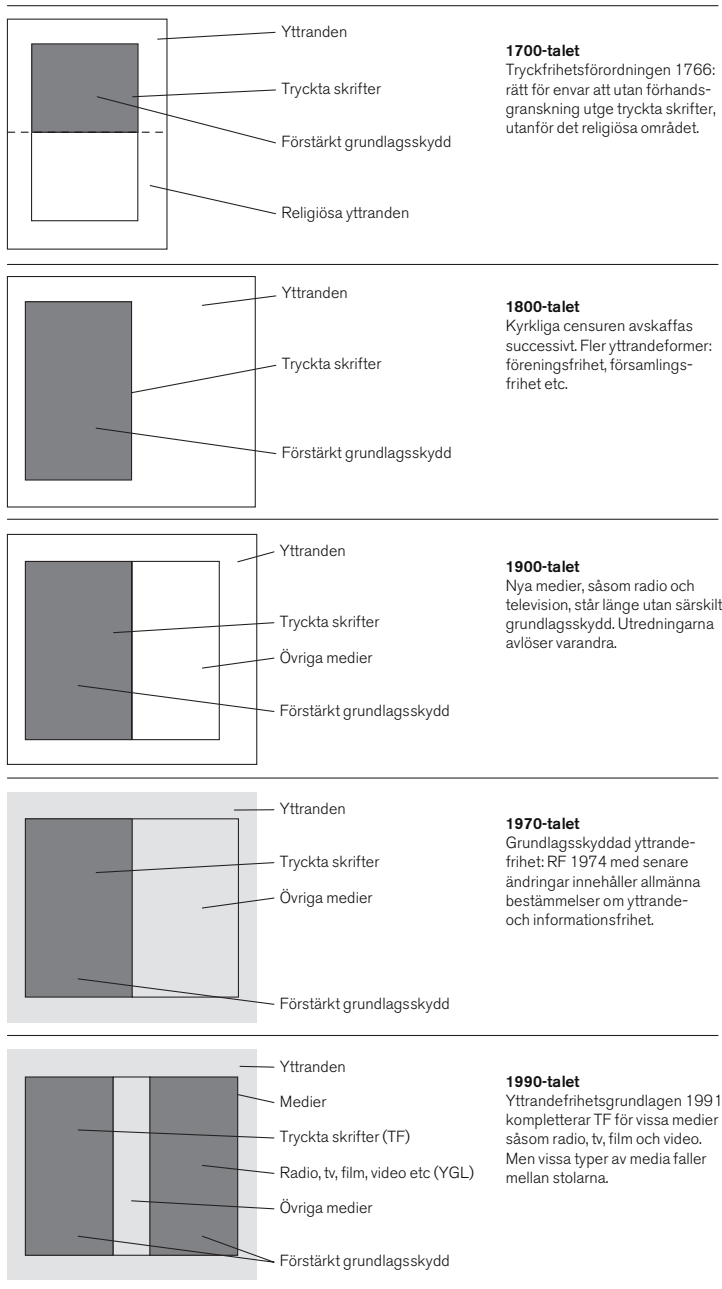 Yttranden
Tryckta skrifter
Förstärkt grundlagsskydd
Religiösa yttranden
1700-talet
Tryckfrihetsförordningen 1766:
rätt för envar att utan förhands-
granskning utge tryckta skrifter,
utanför det religiösa området.
Yttranden
Tryckta skrifter
Förstärkt grundlagsskydd
1800-talet
Kyrkliga censuren avskaffas
successivt. Fler yttrandeformer:
föreningsfrihet, församlings-
frihet etc.
Yttranden
Tryckta skrifter
Övriga medier
Förstärkt grundlagsskydd
1900-talet
Nya medier, såsom radio och
television, står länge utan särskilt
grundlagsskydd. Utredningarna
avlöser varandra.
Yttranden
Tryckta skrifter
Övriga medier
Förstärkt grundlagsskydd
1970-talet
Grundlagsskyddad yttrande-
frihet: RF 1974 med senare
ändringar innehåller allmänna
bestämmelser om yttrande-
och informationsfrihet.
Yttranden
Medier
Tryckta skrifter (TF)
Radio, tv, film, video etc (YGL)
Övriga medier
Förstärkt grundlagsskydd
1990-talet
Yttrandefrihetsgrundlagen 1991
kompletterar TF för vissa medier
såsom radio, tv, film och video.
Men vissa typer av media faller
mellan stolarna.